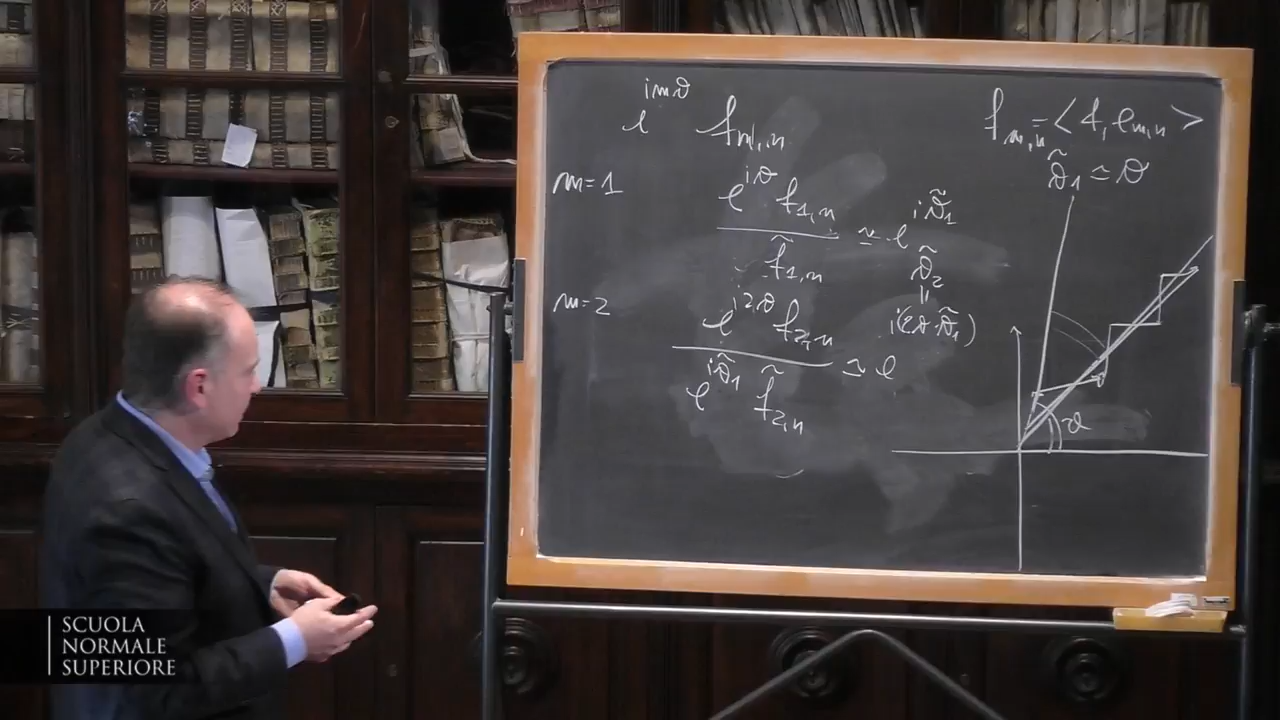 e^{imϑ} f_{m,n}
f_{m,n} = < f, e_{m,n} >
ϑ̃_1 ≃ ϑ
m=1
e^{iϑ} f_{1,n} / f̃_{1,n} ≃ e^{iϑ̃_1}
m=2
e^{i2ϑ} f_{2,n} / e^{iϑ̃_1} f̃_{2,n} ≃ e^{i(2ϑ-ϑ̃_1)}
ϑ̃_2
=
ϑ
SCUOLA
NORMALE
SUPERIORE